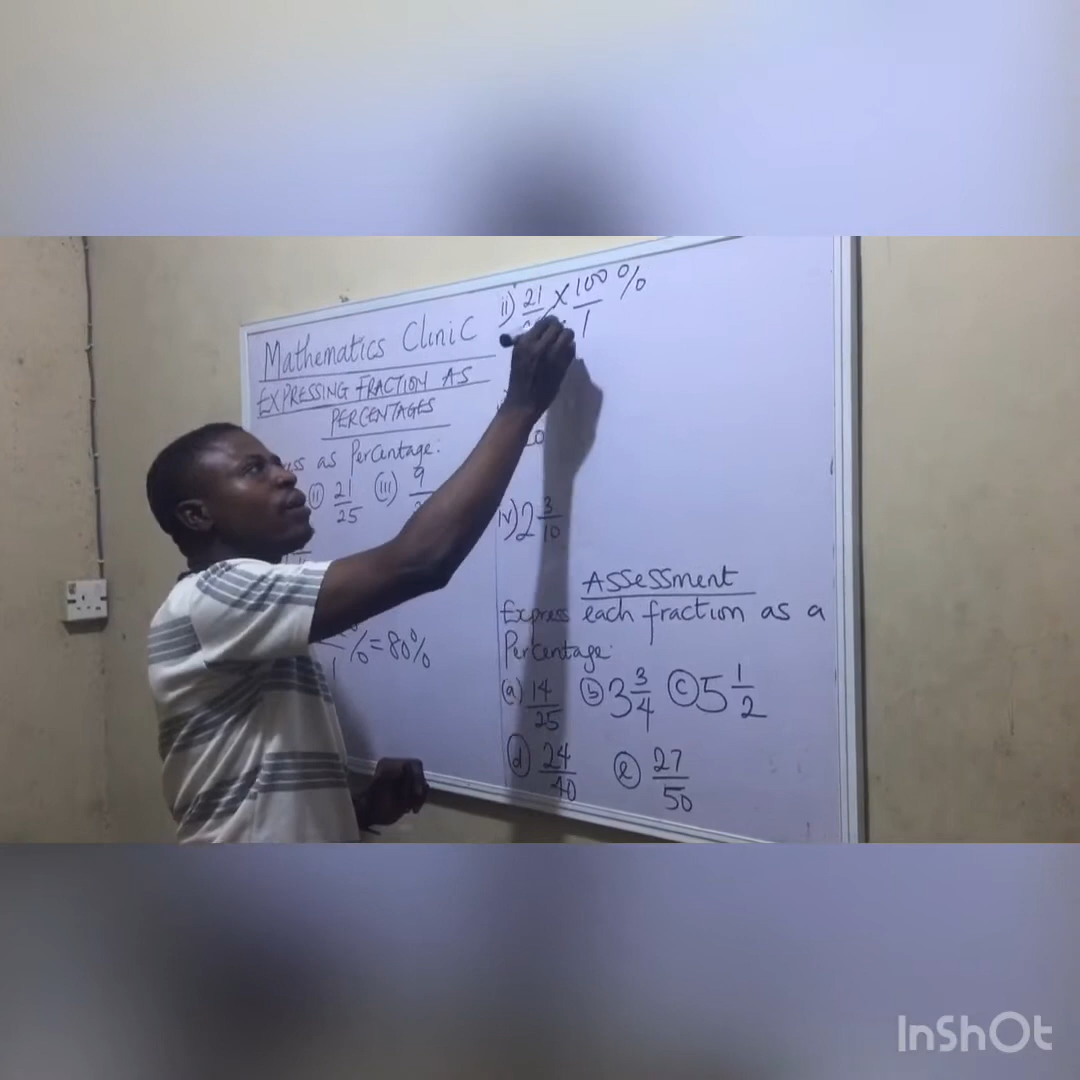 Mathematics Clinic
EXPRESSING FRACTION AS
PERCENTAGES
as Percentage:
(ii) 21/25 (iii) 9
% = 80%
ii) 21 × 100/1 %
iv) 2 3/10
Assessment
Express each fraction as a
Percentage:
(a) 14/25 (b) 3 3/4 (c) 5 1/2
(d) 24/40 (e) 27/50
InShOt